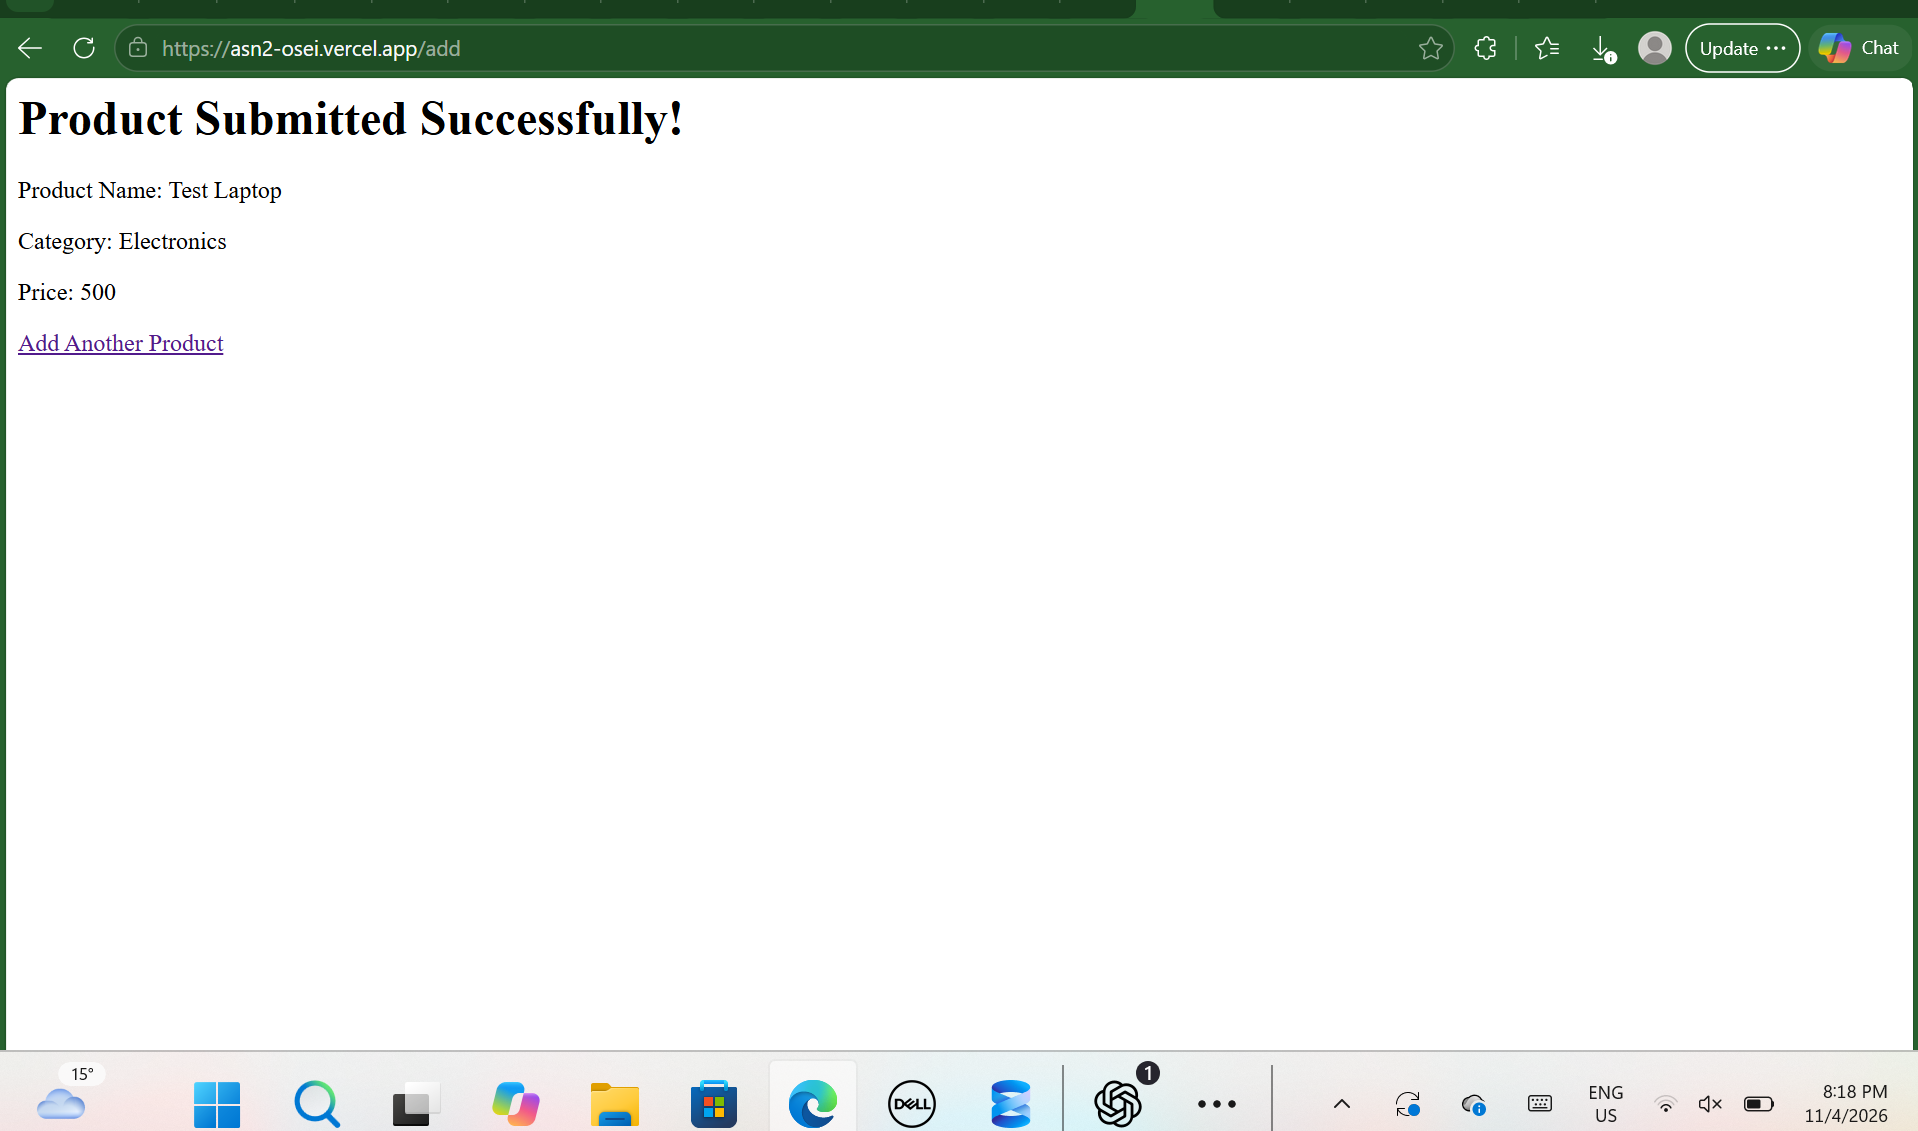 https://asn2-osei.vercel.app/add
Update
Chat
Product Submitted Successfully!
Product Name: Test Laptop
Category: Electronics
Price: 500
Add Another Product
15°
DELL
1
ENG
US
8:18 PM
11/4/2026